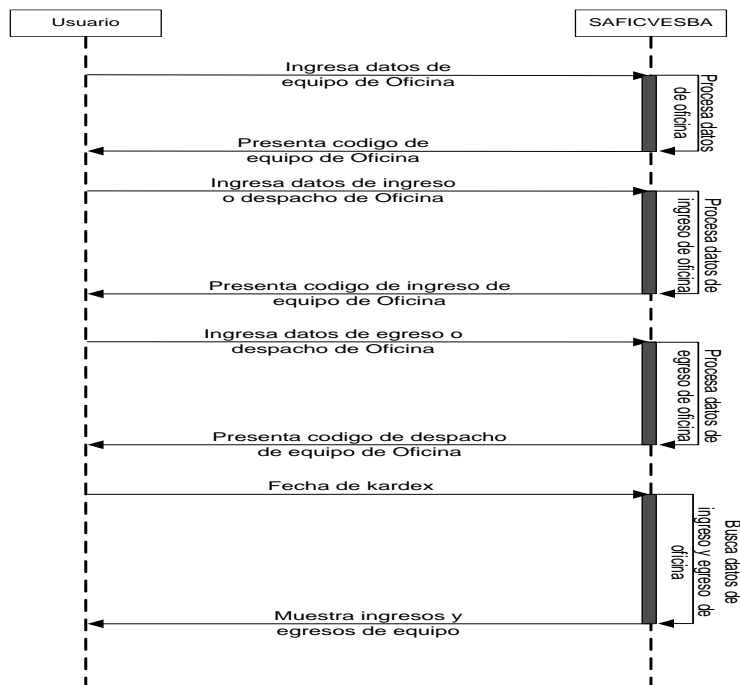 Usuario
SAFICVESBA
Ingresa datos de
equipo de Oficina
Procesa datos
de oficina
Presenta codigo de
equipo de Oficina
Ingresa datos de ingreso
o despacho de Oficina
Procesa datos de
ingreso de oficina
Presenta codigo de ingreso de
equipo de Oficina
Ingresa datos de egreso o
despacho de Oficina
Procesa datos de
egreso de oficina
Presenta codigo de despacho
de equipo de Oficina
Fecha de kardex
Busca datos de
ingreso y egreso de
oficina
Muestra ingresos y
egresos de equipo